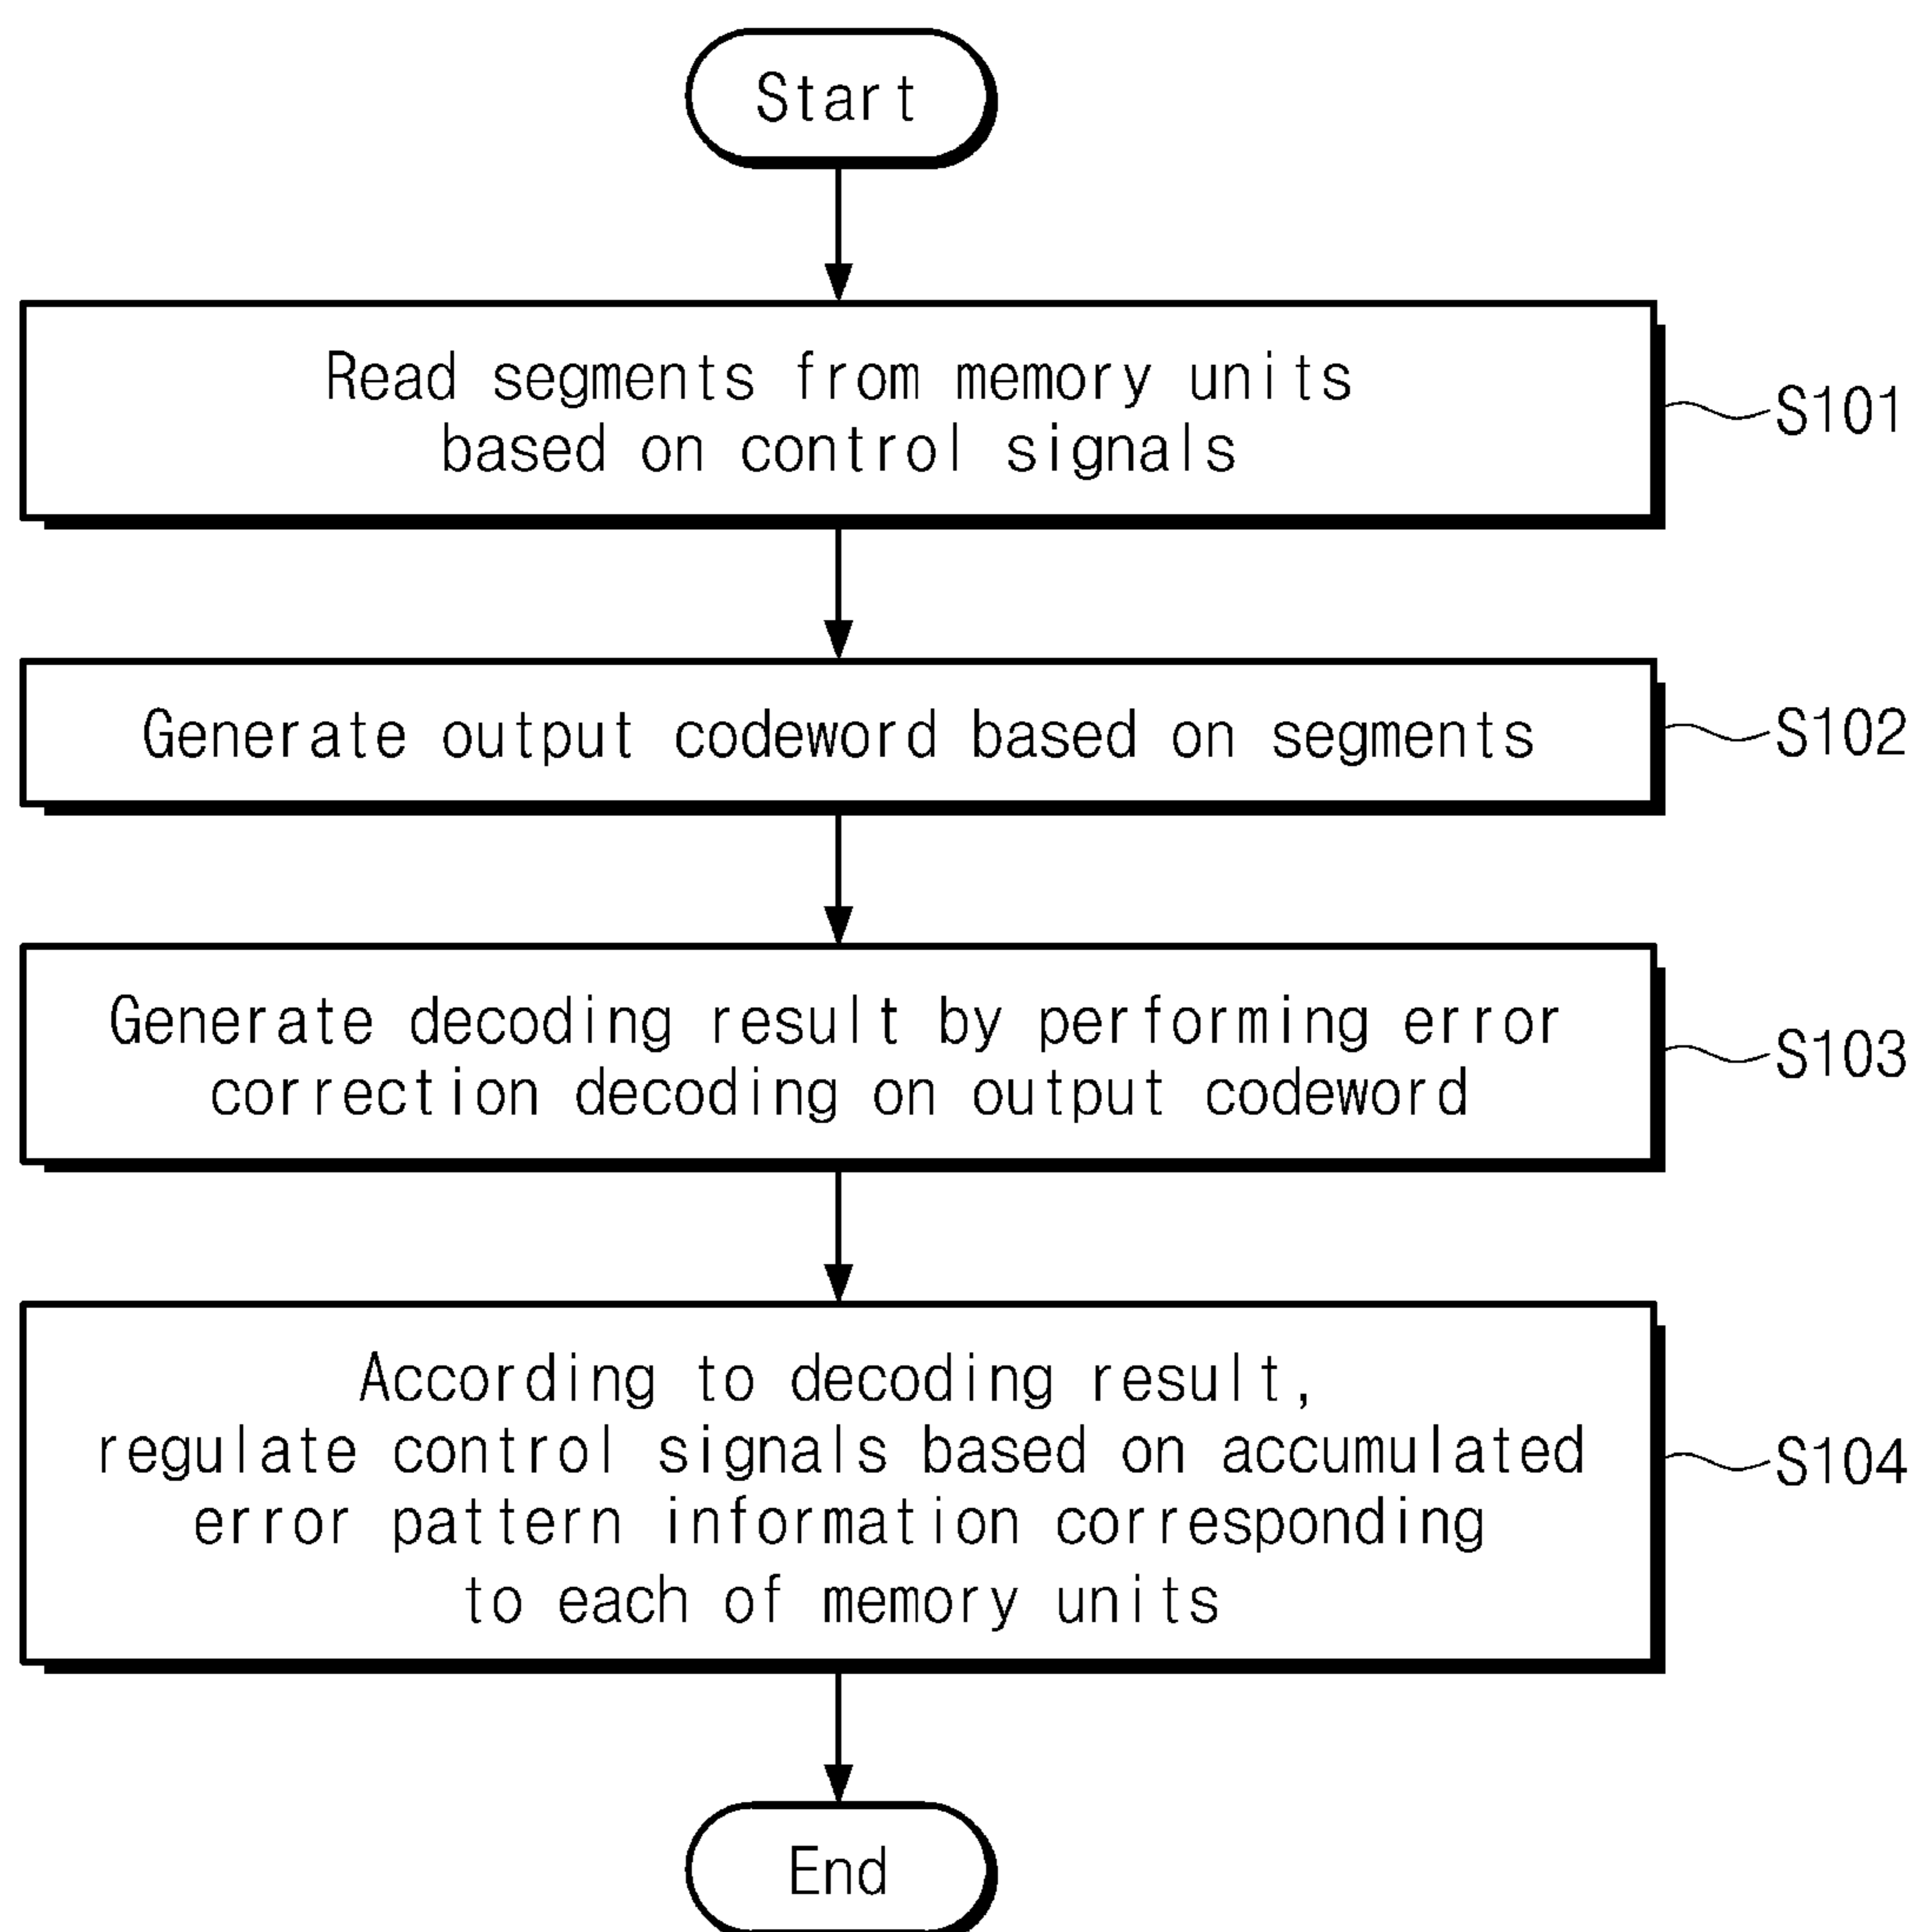 Start
Read segments from memory units
based on control signals
S101
Generate output codeword based on segments
S102
Generate decoding result by performing error
correction decoding on output codeword
S103
According to decoding result,
regulate control signals based on accumulated
error pattern information corresponding
to each of memory units
S104
End